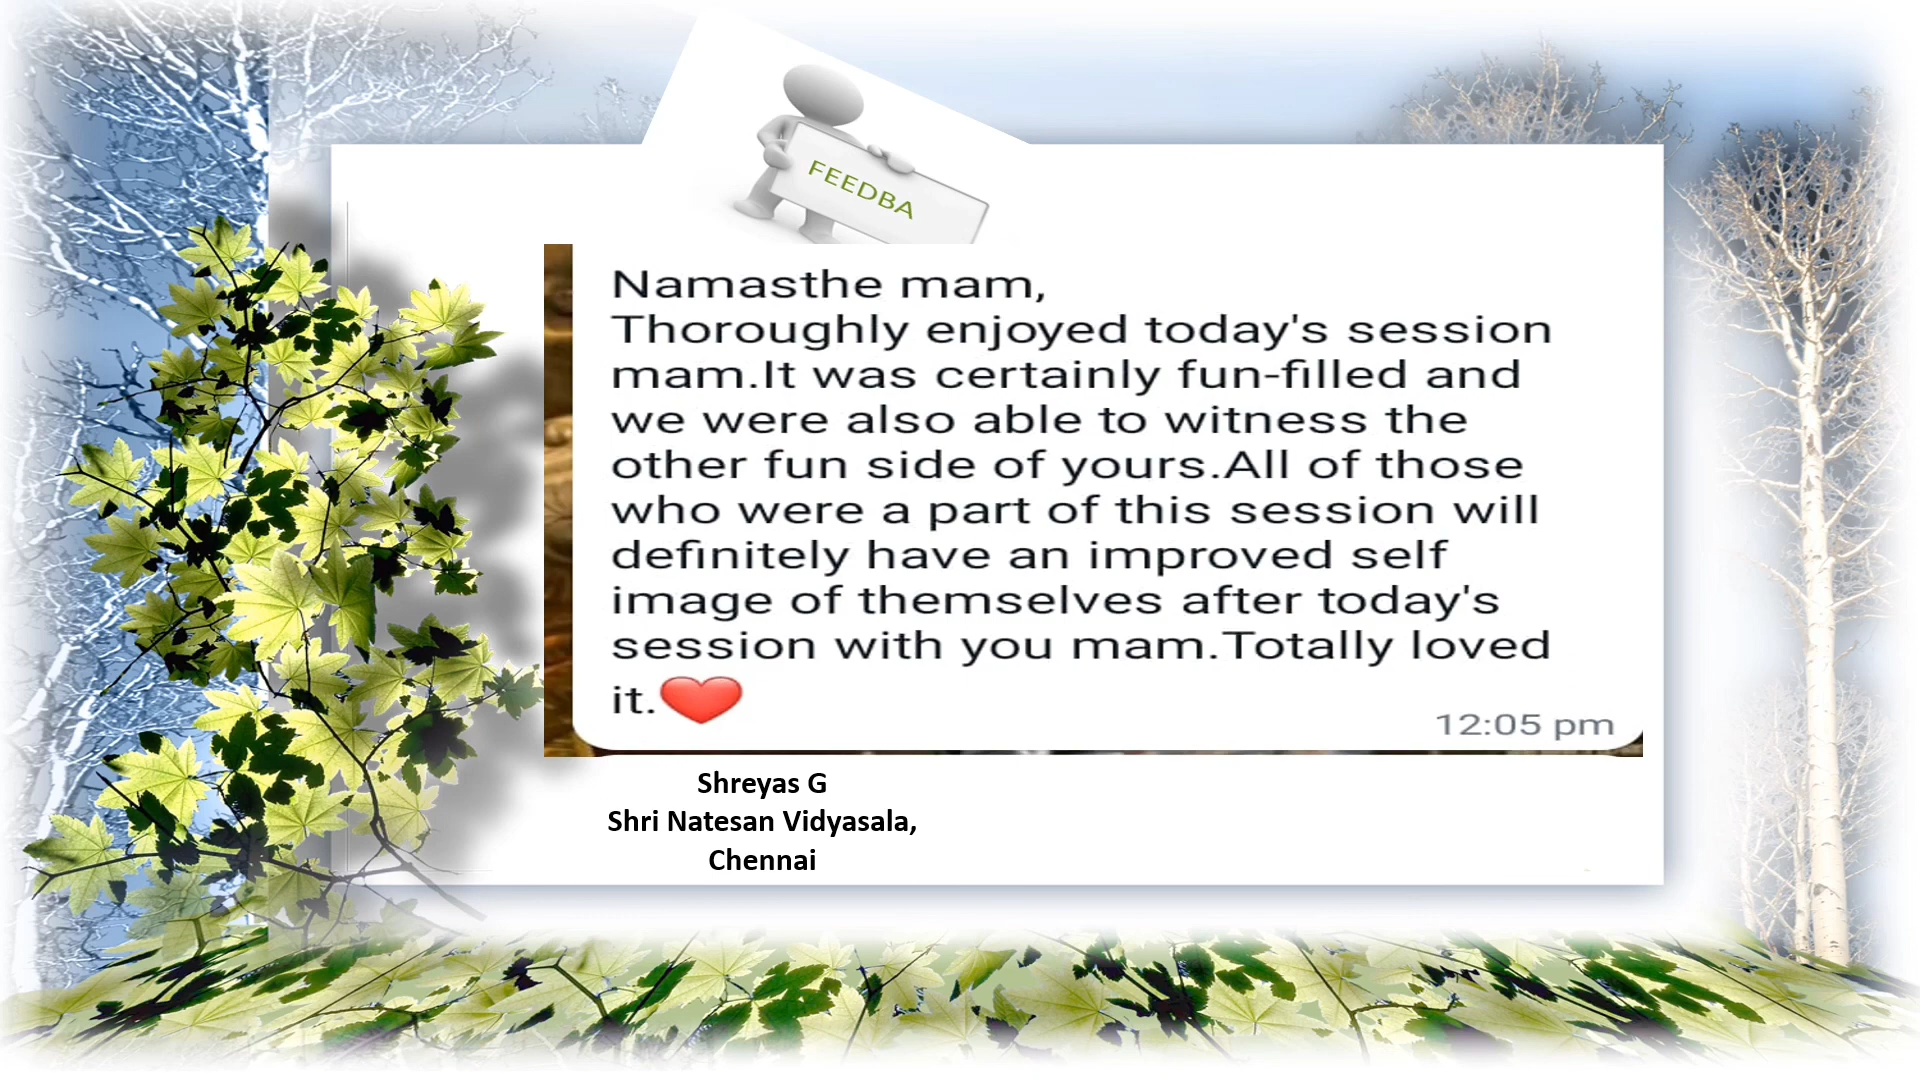 FEEDBA
Namasthe mam,
Thoroughly enjoyed today's session
mam.It was certainly fun-filled and
we were also able to witness the
other fun side of yours.All of those
who were a part of this session will
definitely have an improved self
image of themselves after today's
session with you mam.Totally loved
it.❤️
12:05 pm
Shreyas G
Shri Natesan Vidyasala,
Chennai